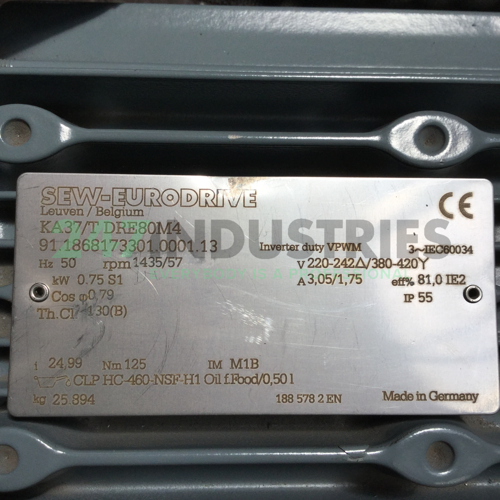 SEW-EURODRIVE
Leuven / Belgium
KA37/T DRE80M4
91.1868173301.0001.13 Inverter duty VPWM 3~IEC60034
Hz 50 rpm 1435/57 V 220-242Δ/380-420Y
kW 0.75 S1 A 3,05/1,75 eff% 81,0 IE2
Cos φ 0,79 IP 55
Th.Cl 130(B)
i 24,99 Nm 125 IM M1B
CLP HC-460-NSF-H1 Oil f.Food/0,50 l
kg 25.894 188 578 2 EN Made in Germany
CE
INDUSTRIES